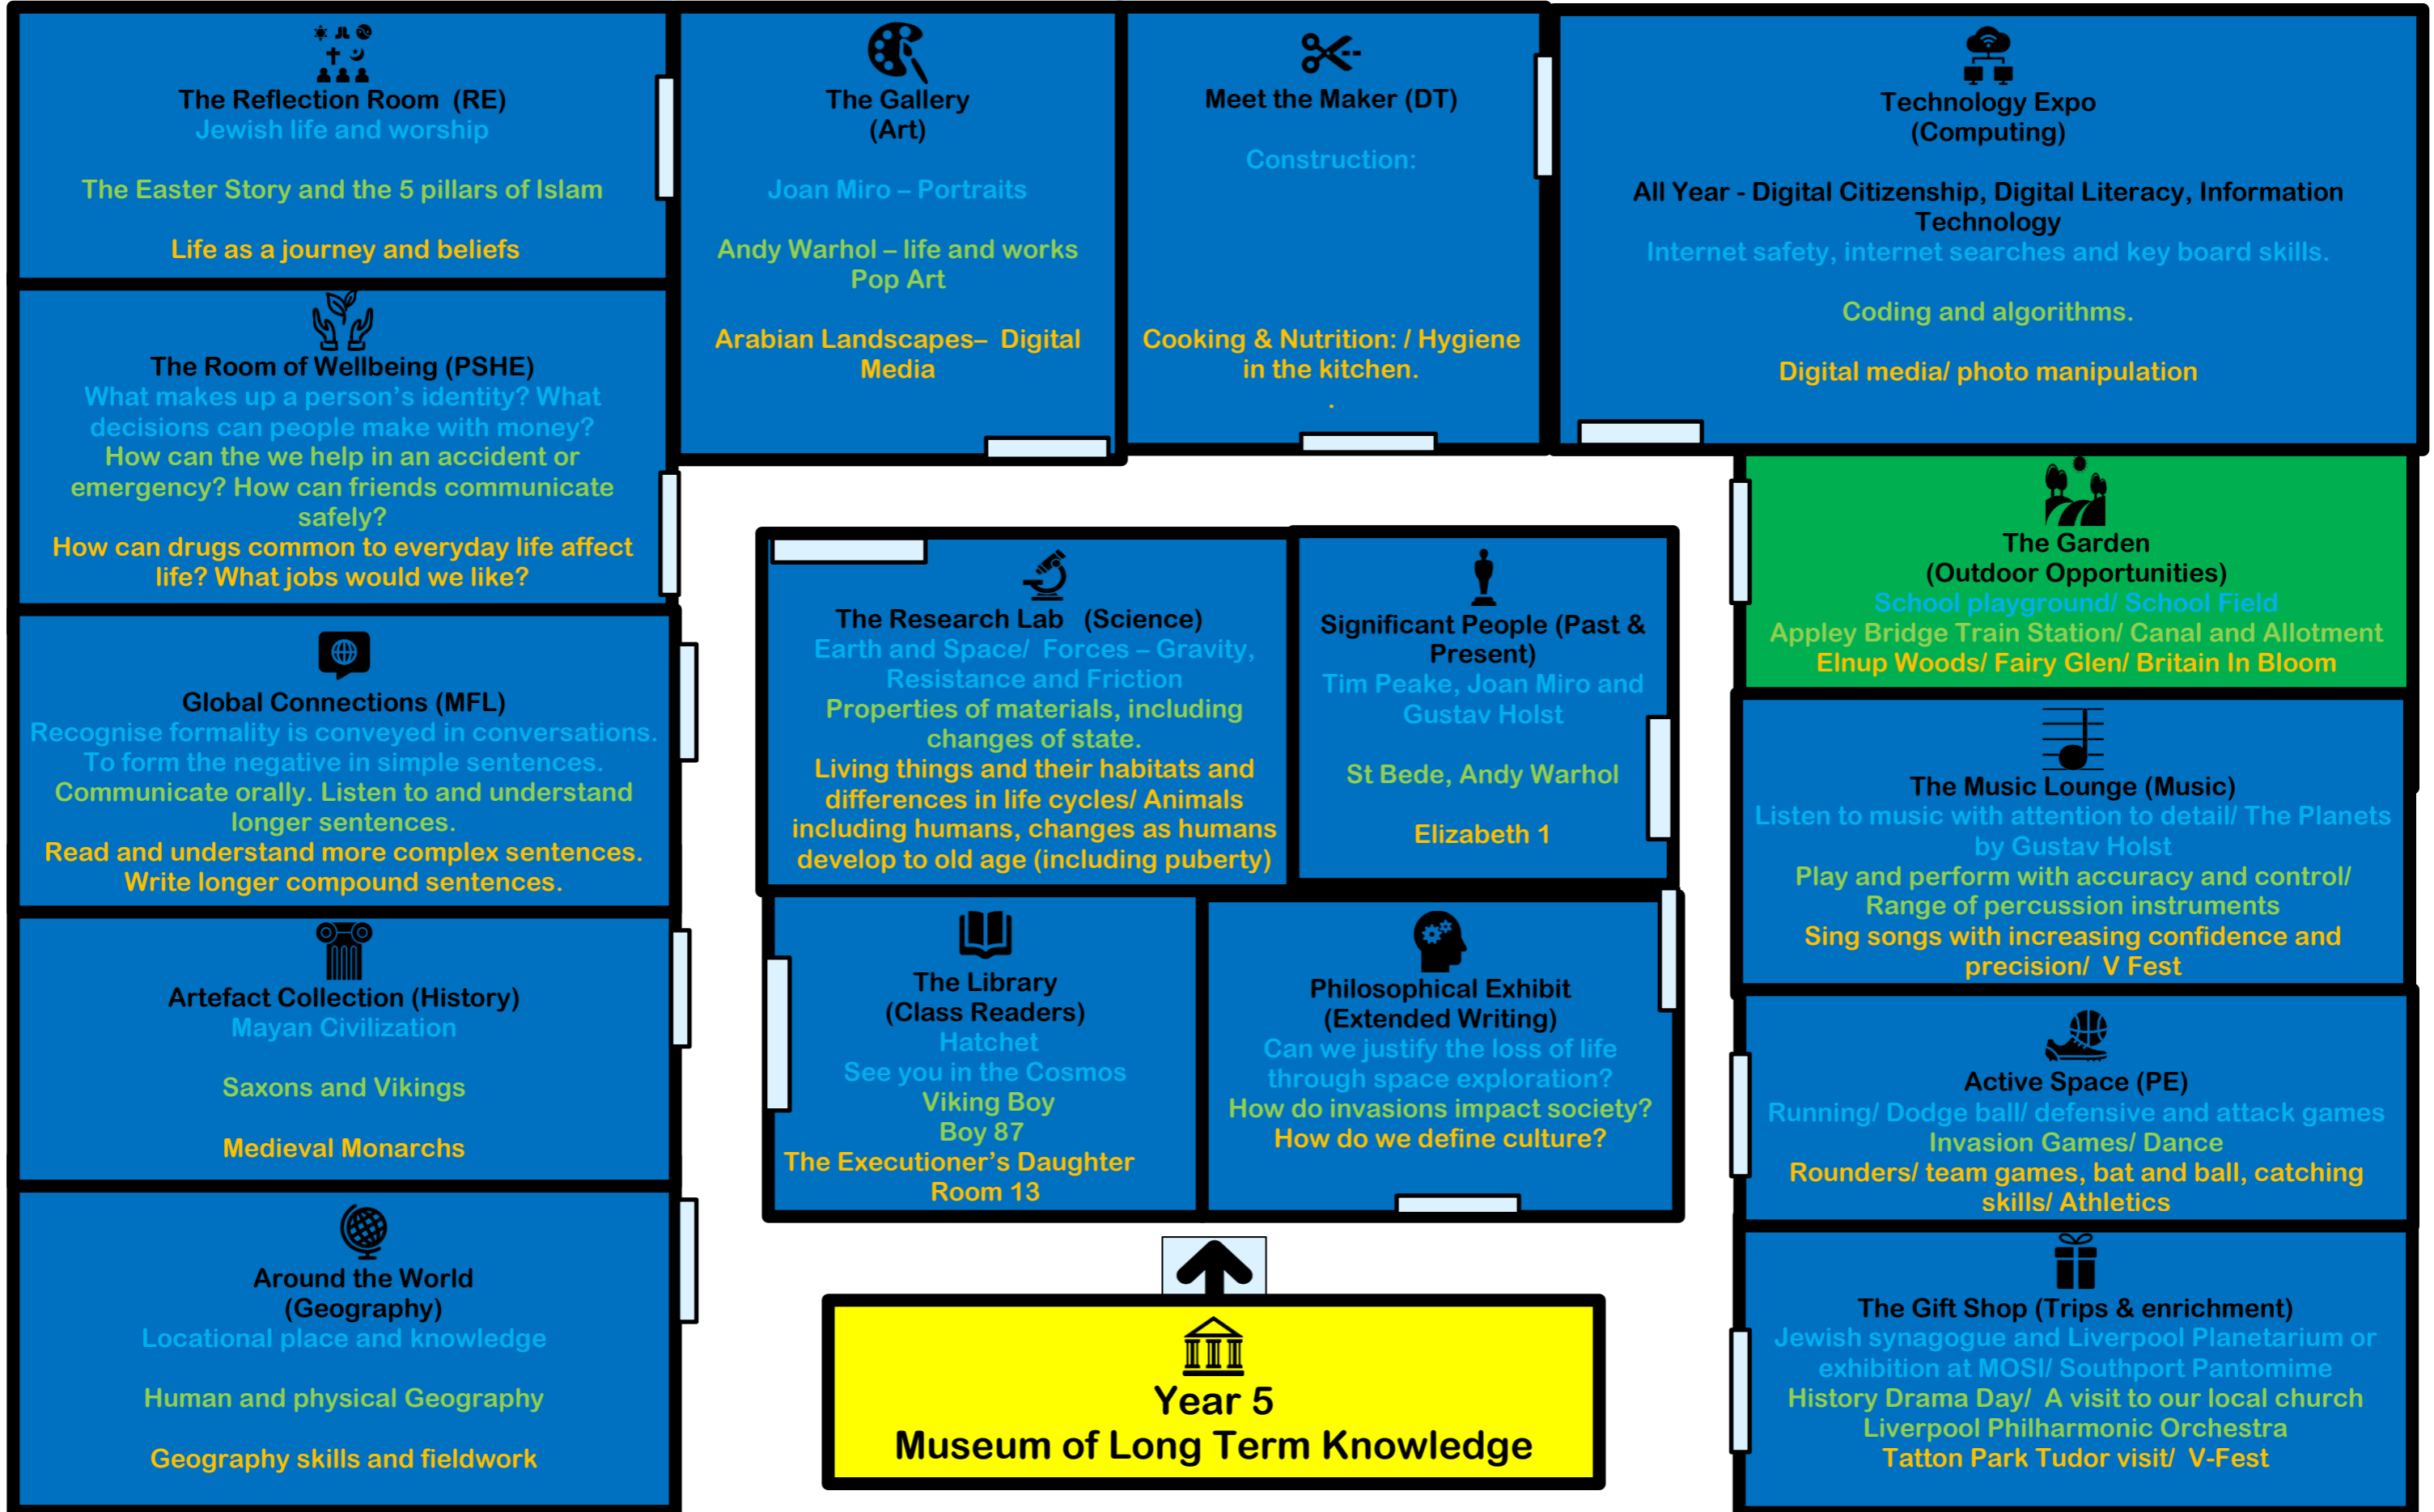 The Reflection Room (RE)
Jewish life and worship
The Easter Story and the 5 pillars of Islam
Life as a journey and beliefs
The Gallery
(Art)
Joan Miro – Portraits
Andy Warhol – life and works
Pop Art
Arabian Landscapes– Digital
Media
Meet the Maker (DT)
Construction:
Cooking & Nutrition: / Hygiene
in the kitchen.
.
Technology Expo
(Computing)
All Year - Digital Citizenship, Digital Literacy, Information
Technology
Internet safety, internet searches and key board skills.
Coding and algorithms.
Digital media/ photo manipulation
The Room of Wellbeing (PSHE)
What makes up a person’s identity? What
decisions can people make with money?
How can the we help in an accident or
emergency? How can friends communicate
safely?
How can drugs common to everyday life affect
life? What jobs would we like?
Global Connections (MFL)
Recognise formality is conveyed in conversations.
To form the negative in simple sentences.
Communicate orally. Listen to and understand
longer sentences.
Read and understand more complex sentences.
Write longer compound sentences.
Artefact Collection (History)
Mayan Civilization
Saxons and Vikings
Medieval Monarchs
Around the World
(Geography)
Locational place and knowledge
Human and physical Geography
Geography skills and fieldwork
The Research Lab (Science)
Earth and Space/ Forces – Gravity,
Resistance and Friction
Properties of materials, including
changes of state.
Living things and their habitats and
differences in life cycles/ Animals
including humans, changes as humans
develop to old age (including puberty)
Significant People (Past &
Present)
Tim Peake, Joan Miro and
Gustav Holst
St Bede, Andy Warhol
Elizabeth 1
The Library
(Class Readers)
Hatchet
See you in the Cosmos
Viking Boy
Boy 87
The Executioner’s Daughter
Room 13
Philosophical Exhibit
(Extended Writing)
Can we justify the loss of life
through space exploration?
How do invasions impact society?
How do we define culture?
Year 5
Museum of Long Term Knowledge
The Garden
(Outdoor Opportunities)
School playground/ School Field
Appley Bridge Train Station/ Canal and Allotment
Elnup Woods/ Fairy Glen/ Britain In Bloom
The Music Lounge (Music)
Listen to music with attention to detail/ The Planets
by Gustav Holst
Play and perform with accuracy and control/
Range of percussion instruments
Sing songs with increasing confidence and
precision/ V Fest
Active Space (PE)
Running/ Dodge ball/ defensive and attack games
Invasion Games/ Dance
Rounders/ team games, bat and ball, catching
skills/ Athletics
The Gift Shop (Trips & enrichment)
Jewish synagogue and Liverpool Planetarium or
exhibition at MOSI/ Southport Pantomime
History Drama Day/ A visit to our local church
Liverpool Philharmonic Orchestra
Tatton Park Tudor visit/ V-Fest